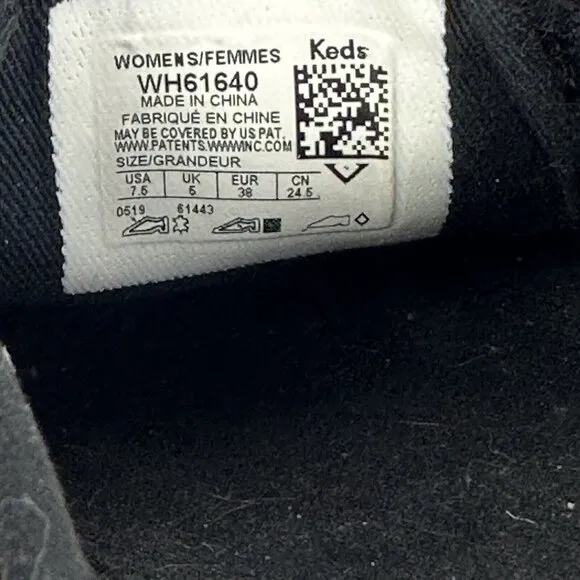 WOMENS/FEMMES
Keds
WH61640
MADE IN CHINA
FABRIQUÉ EN CHINE
MAY BE COVERED BY US PAT.
WWW.PATENTS.WWWINC.COM
SIZE/GRANDEUR
USA UK EUR CN
7.5 5 38 24.5
0519 61443